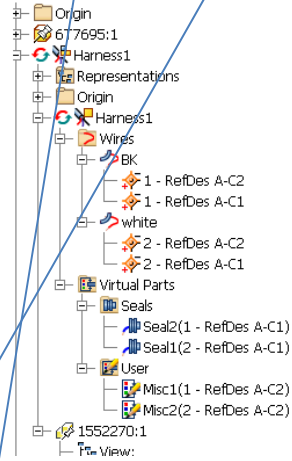 Origin
677695:1
Harness1
Representations
Origin
Harness1
Wires
BK
1 - RefDes A-C2
1 - RefDes A-C1
white
2 - RefDes A-C2
2 - RefDes A-C1
Virtual Parts
Seals
Seal2(1 - RefDes A-C1)
Seal1(2 - RefDes A-C1)
User
Misc1(1 - RefDes A-C2)
Misc2(2 - RefDes A-C2)
1552270:1
View: